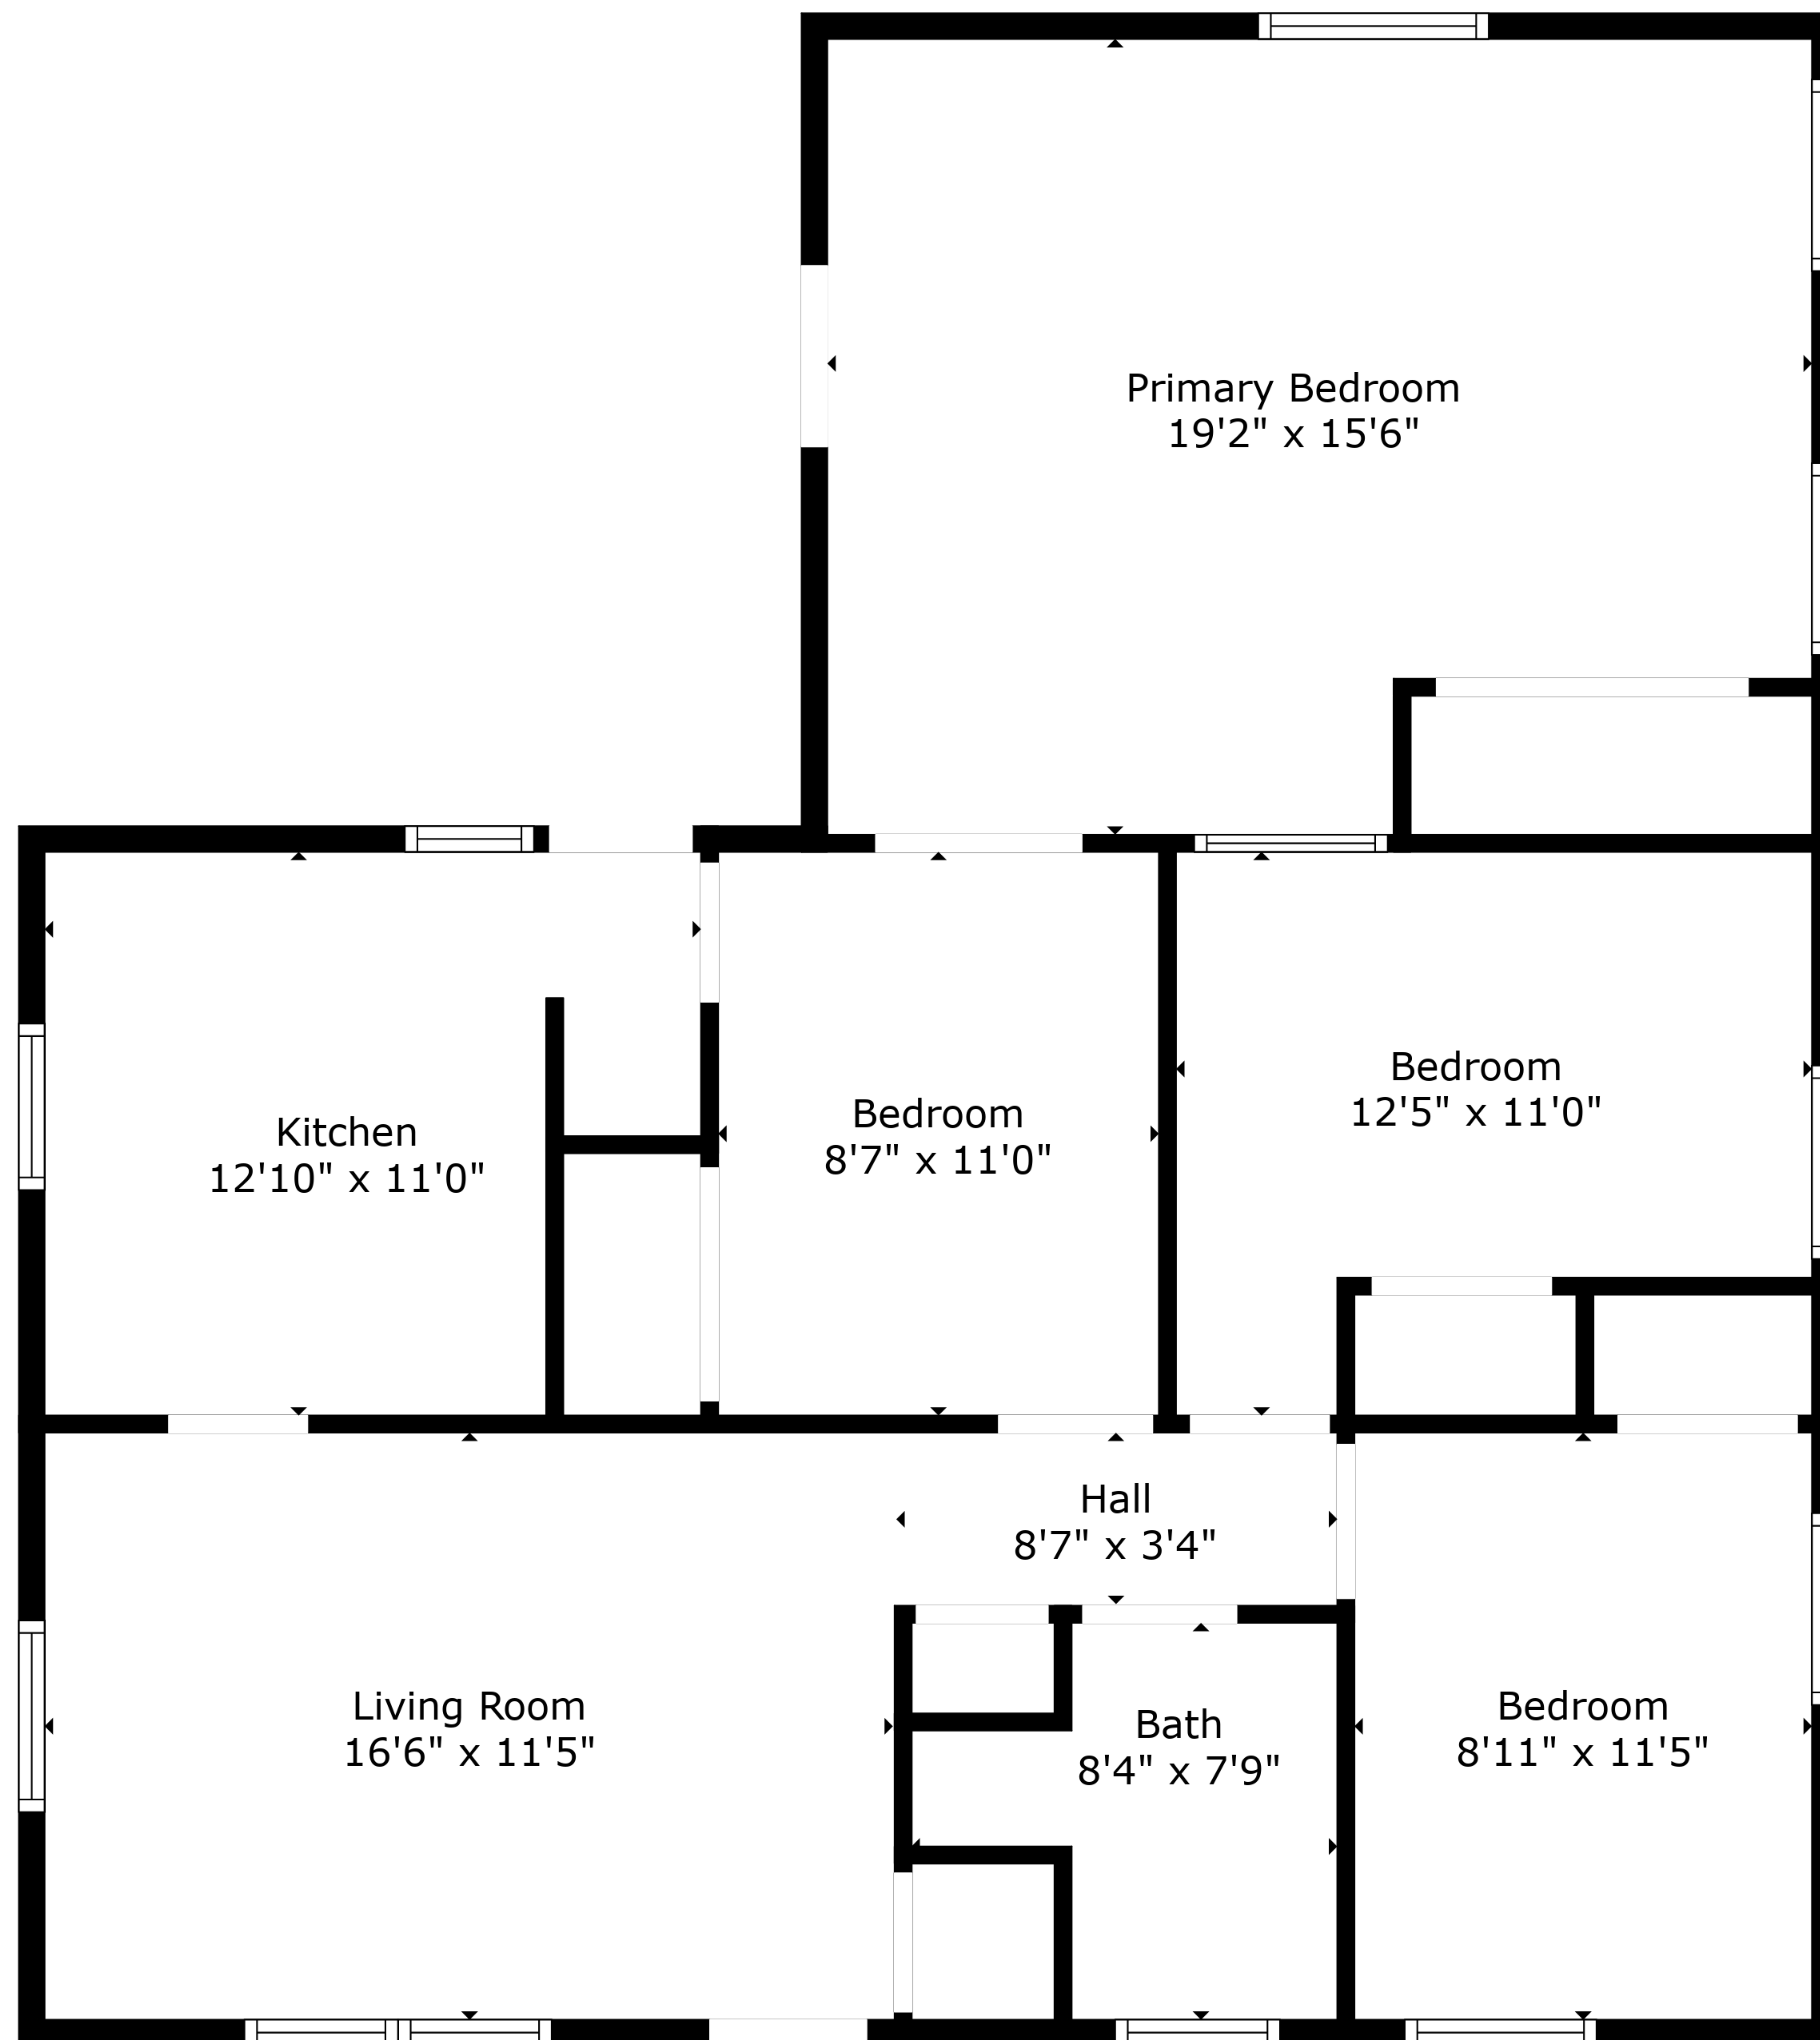 Primary Bedroom
19'2" x 15'6"
Bedroom
12'5" x 11'0"
Bedroom
8'7" x 11'0"
Kitchen
12'10" x 11'0"
Hall
8'7" x 3'4"
Living Room
16'6" x 11'5"
Bath
8'4" x 7'9"
Bedroom
8'11" x 11'5"